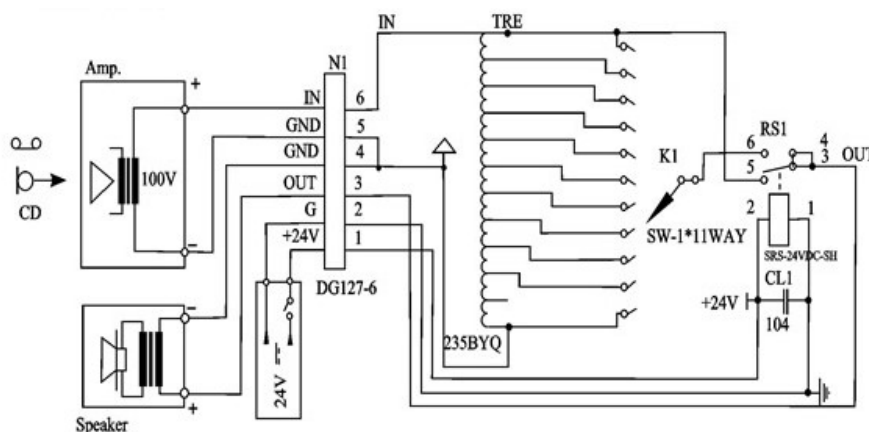 IN
TRE
Amp.
N1
+
IN
6
GND
5
GND
4
OUT
3
G
2
+24V
1
DG127-6
100V
–
CD
K1
SW-1*11WAY
RS1
6
5
4
3
OUT
2
1
SRS-24VDC-SH
CL1
+24V
104
235BYQ
24V
–
+
Speaker